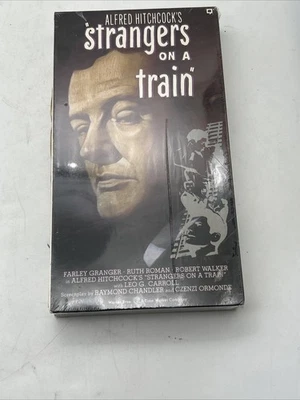 ALFRED HITCHCOCK'S
"strangers
ON A
train"
FARLEY GRANGER · RUTH ROMAN · ROBERT WALKER
in ALFRED HITCHCOCK'S "STRANGERS ON A TRAIN"
with LEO G. CARROLL
Screenplay by RAYMOND CHANDLER and CZENZI ORMONDE